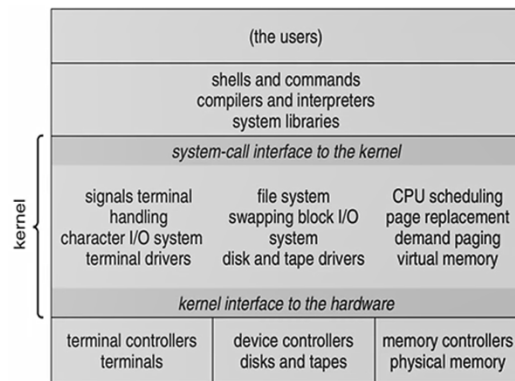 (the users)
shells and commands
compilers and interpreters
system libraries
system-call interface to the kernel
kernel
signals terminal
handling
character I/O system
terminal drivers
file system
swapping block I/O
system
disk and tape drivers
CPU scheduling
page replacement
demand paging
virtual memory
kernel interface to the hardware
terminal controllers
terminals
device controllers
disks and tapes
memory controllers
physical memory